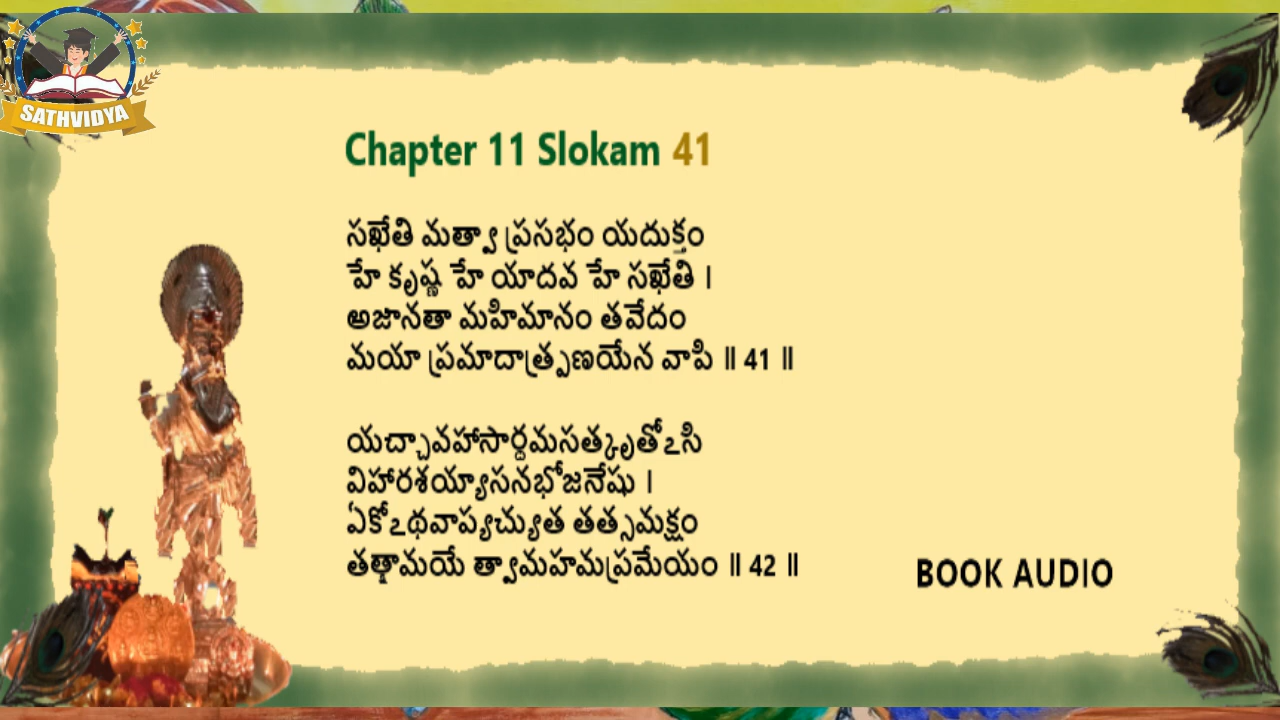 SATHVIDYA
Chapter 11 Slokam 41
సఖేతి మత్వా ప్రసభం యదుక్తం
హే కృష్ణ హే యాదవ హే సఖేతి ।
అజానతా మహిమానం తవేదం
మయా ప్రమాదాత్ప్రణయేన వాపి ॥ 41 ॥
యచ్చావహాసార్థమసత్కృతోఽసి
విహారశయ్యాసనభోజనేషు ।
ఏకోఽథవాప్యచ్యుత తత్సమక్షం
తత్క్షామయే త్వామహమప్రమేయం ॥ 42 ॥
BOOK AUDIO